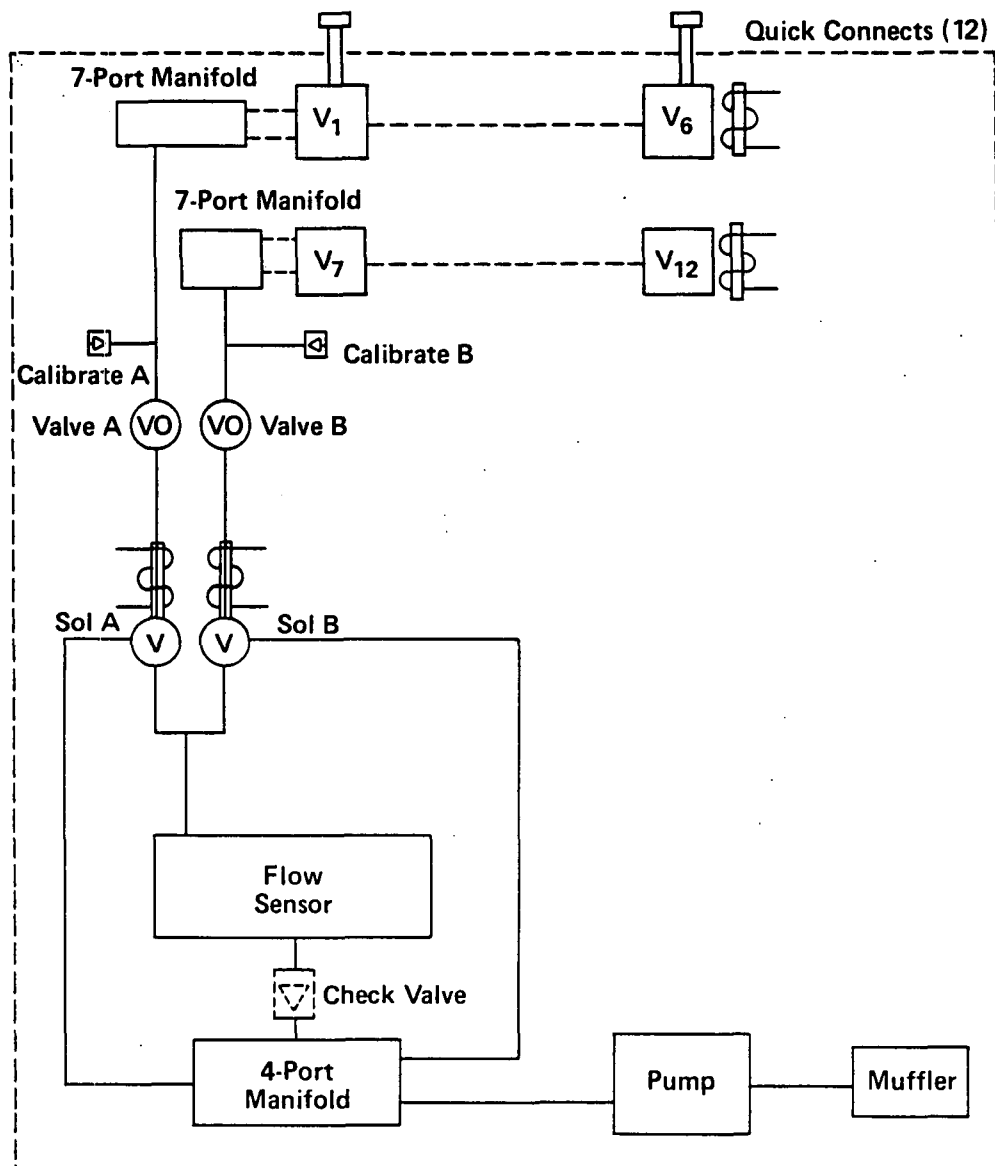 Quick Connects (12)
7-Port Manifold
V1
V6
7-Port Manifold
V7
V12
Calibrate A
Calibrate B
Valve A
VO
VO
Valve B
Sol A
V
V
Sol B
Flow
Sensor
Check Valve
4-Port
Manifold
Pump
Muffler